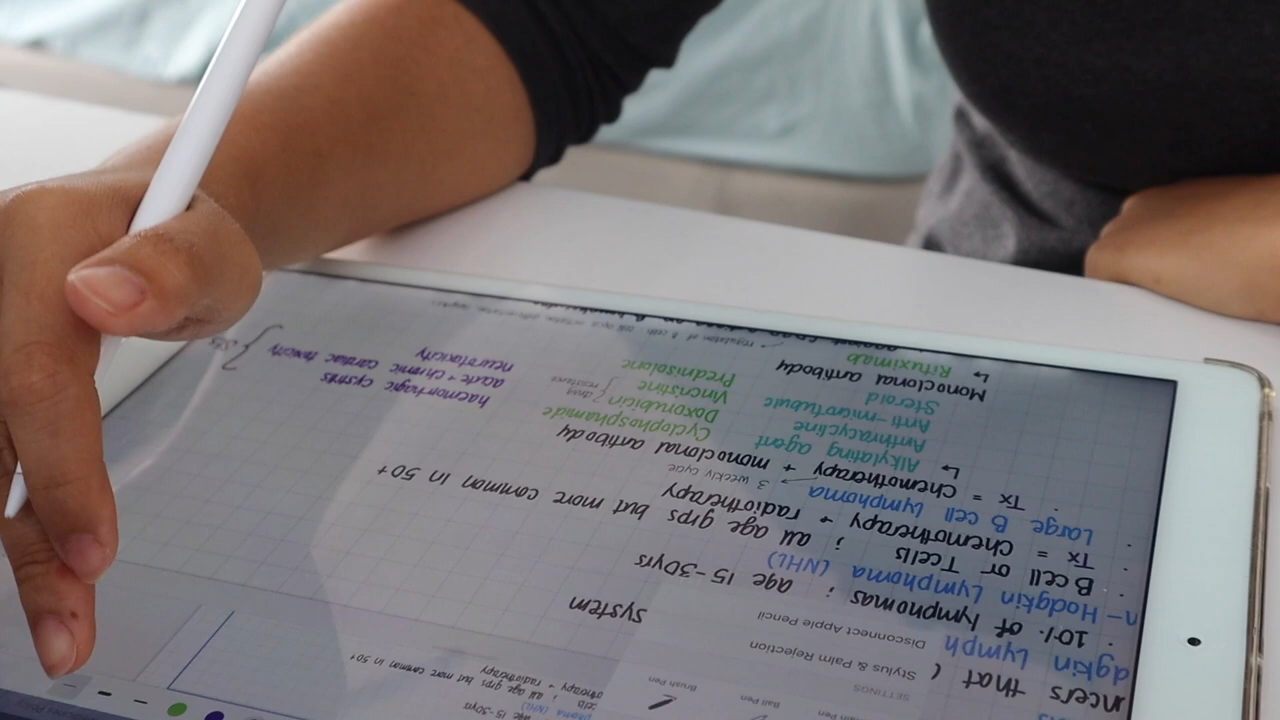 SETTINGS
Stylus & Palm Rejection
Disconnect Apple Pencil
Ball Pen
Brush Pen
ncers that (
system
dgkin Lymph
10% of lymphomas ; age 15-30yrs
n-Hodgkin Lymphoma (NHL)
B cell or T cells ; all age grps but more common in 50+
Tx = chemotherapy + radiotherapy
Large B cell Lymphoma
Tx = chemotherapy + monoclonal antibody
3 weekly cycle
Alkylating agent Cyclophosphamide haemorrhagic cystitis
Anthracycline Doxorubicin } drug resistance acute + chronic cardiac toxicity
Anti-microtubule Vincristine neurotoxicity
Steroid Prednisolone
Monoclonal antibody
↳ Rituximab